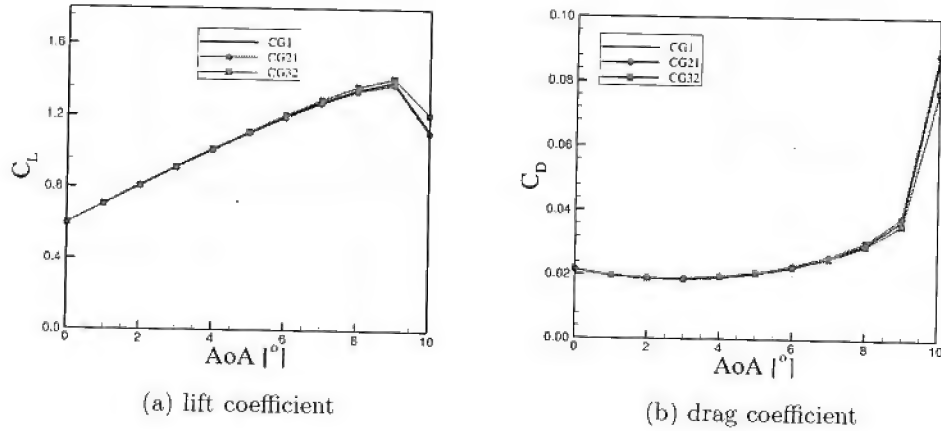 1.6
1.2
0.8
0.4
0.0
C_L
CG1
CG21
CG32
0 2 4 6 8 10
AoA [°]
(a) lift coefficient
0.10
0.08
0.06
0.04
0.02
0.00
C_D
CG1
CG21
CG32
0 2 4 6 8 10
AoA [°]
(b) drag coefficient